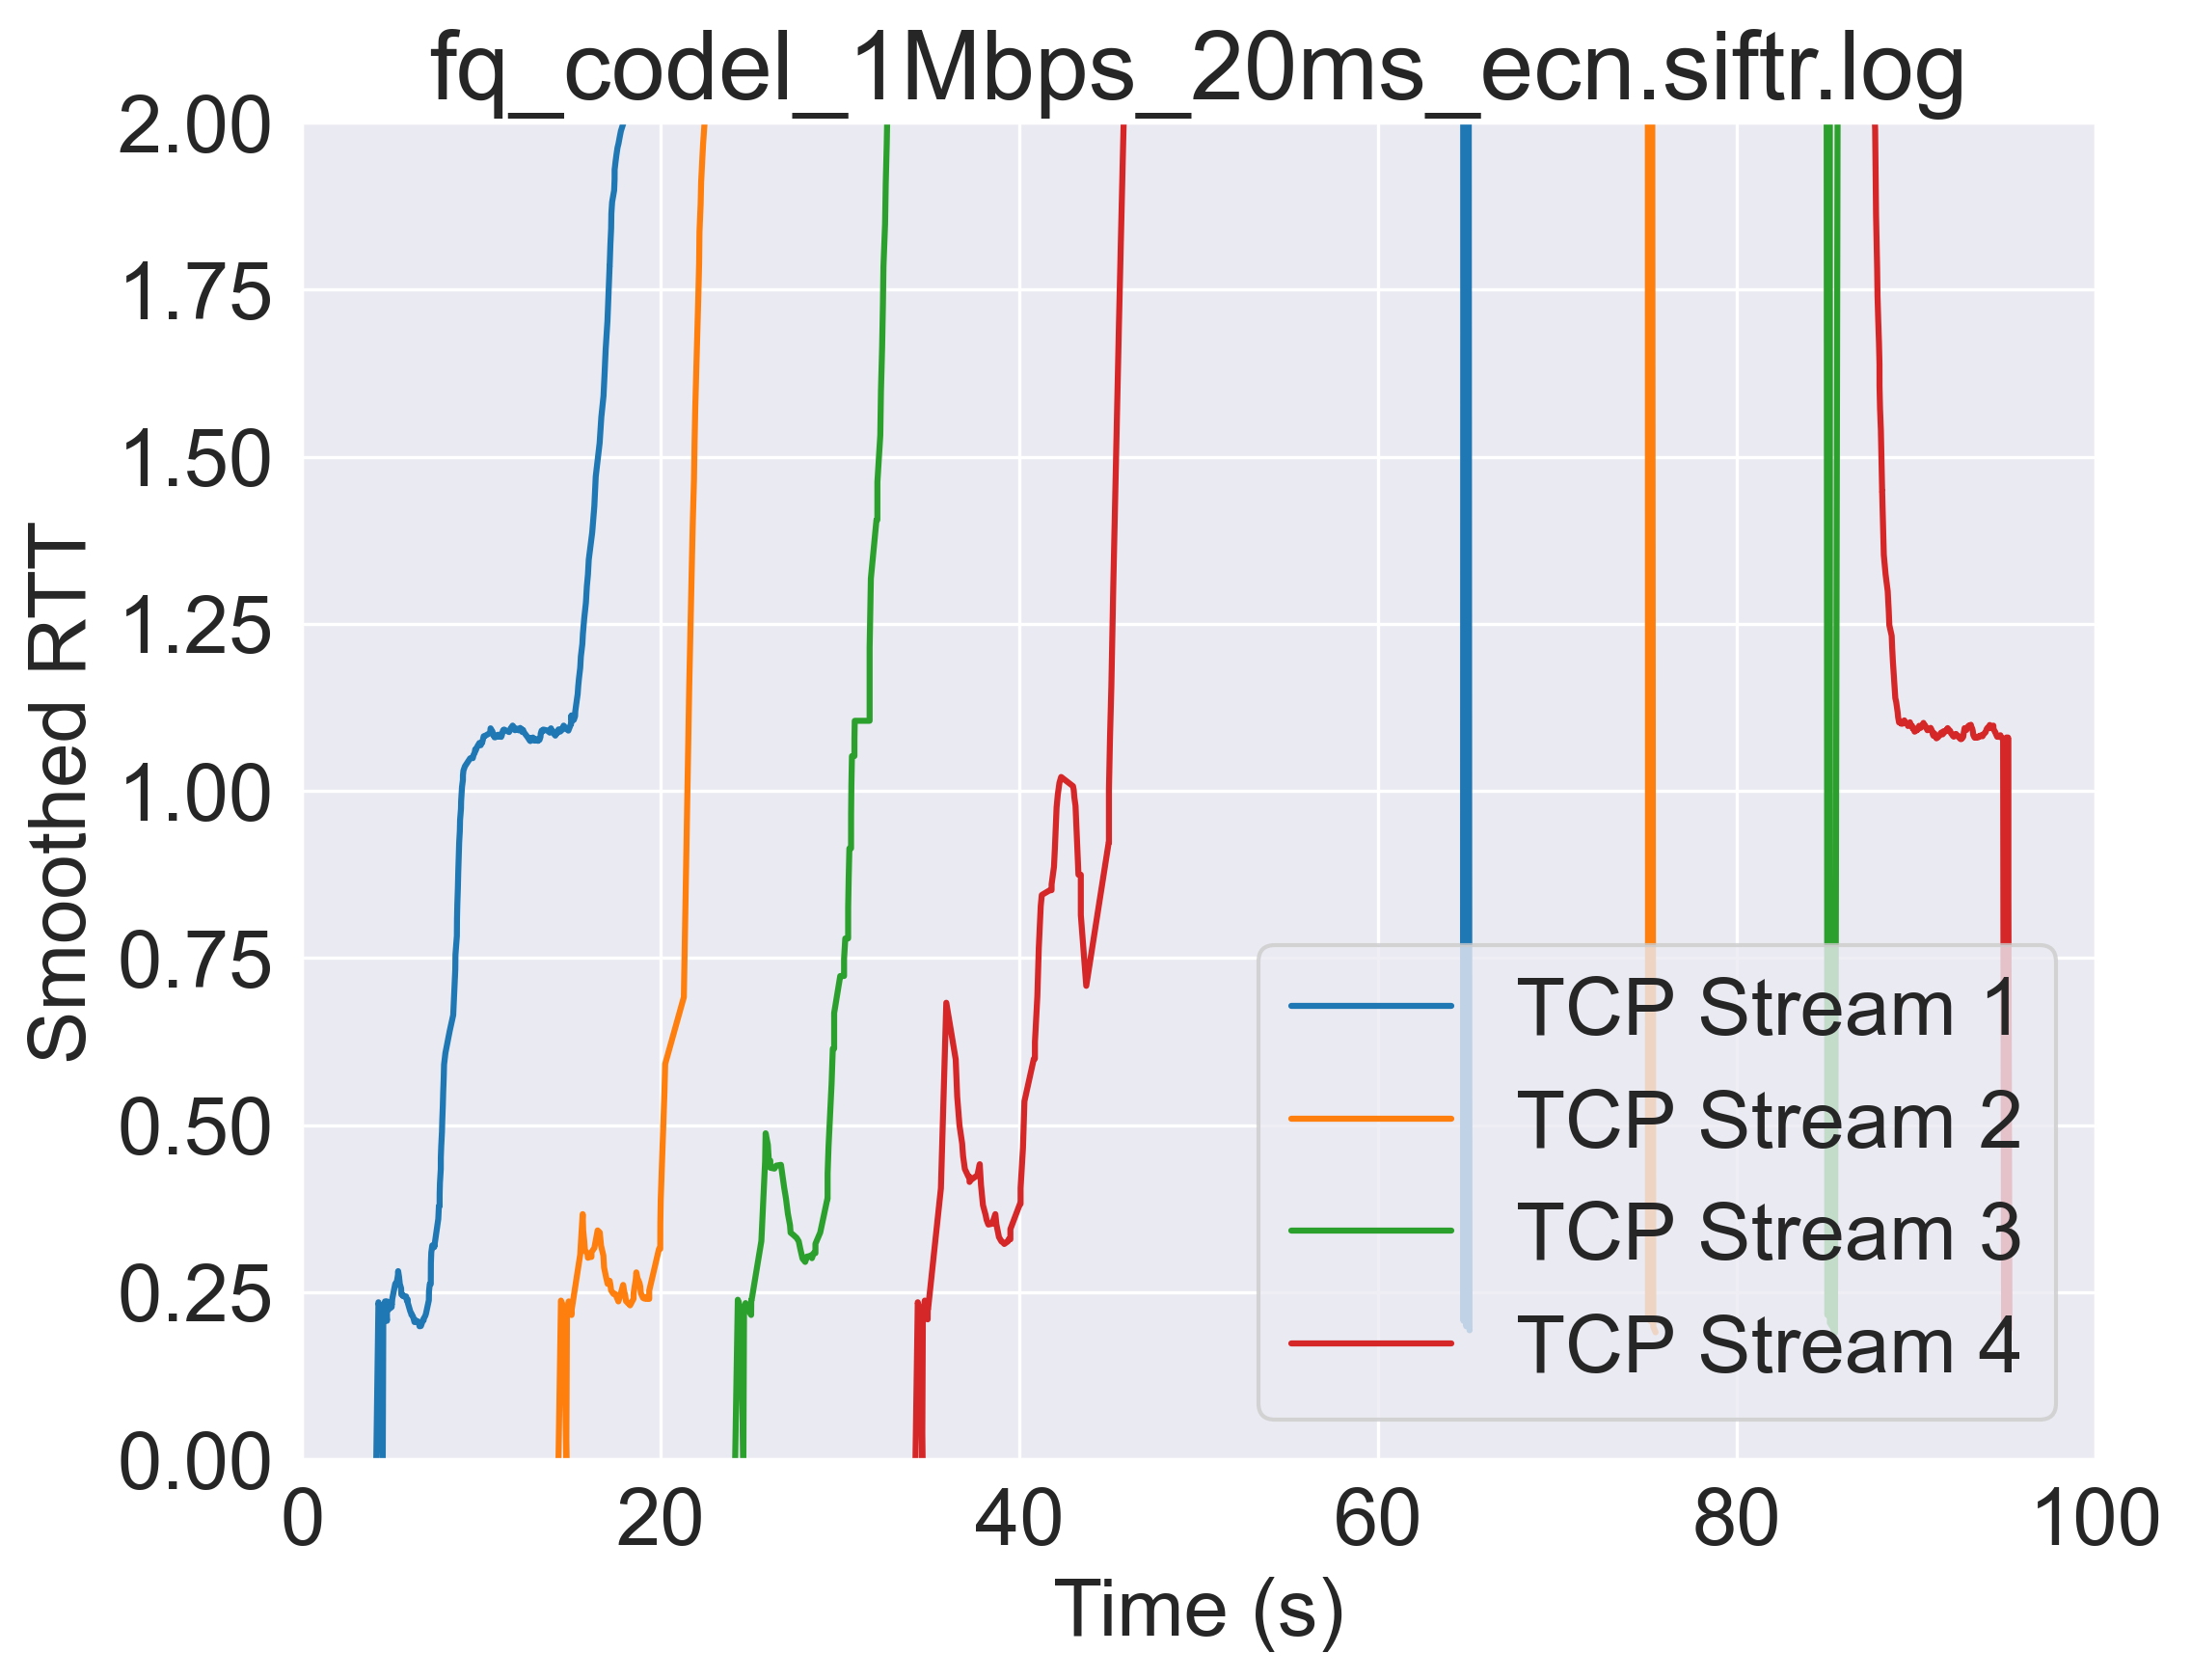 fq_codel_1Mbps_20ms_ecn.siftr.log
Smoothed RTT
2.00
1.75
1.50
1.25
1.00
0.75
0.50
0.25
0.00
TCP Stream 1
TCP Stream 2
TCP Stream 3
TCP Stream 4
0 20 40 60 80 100
Time (s)